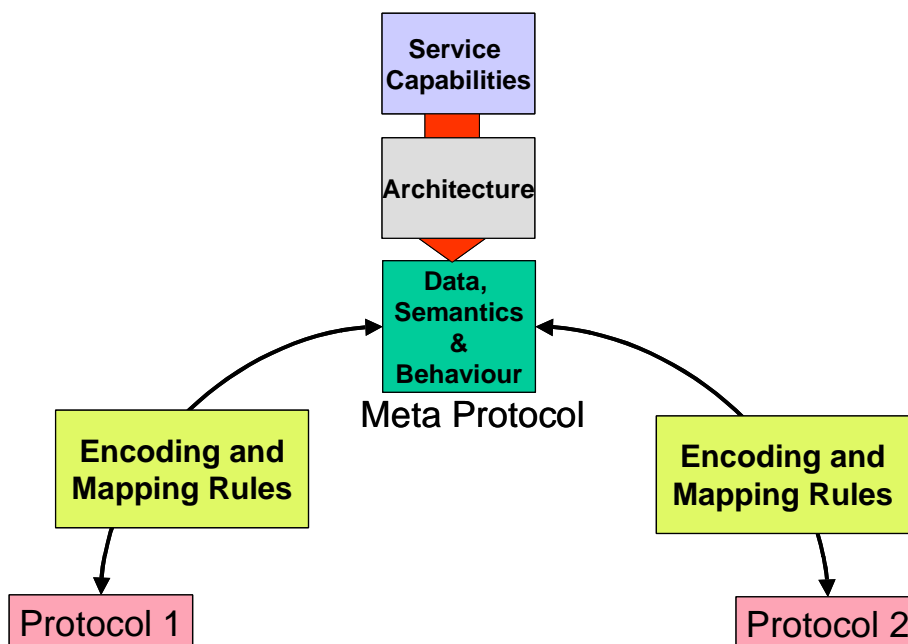 Service
Capabilities
Architecture
Data,
Semantics
&
Behaviour
Meta Protocol
Encoding and
Mapping Rules
Encoding and
Mapping Rules
Protocol 1
Protocol 2